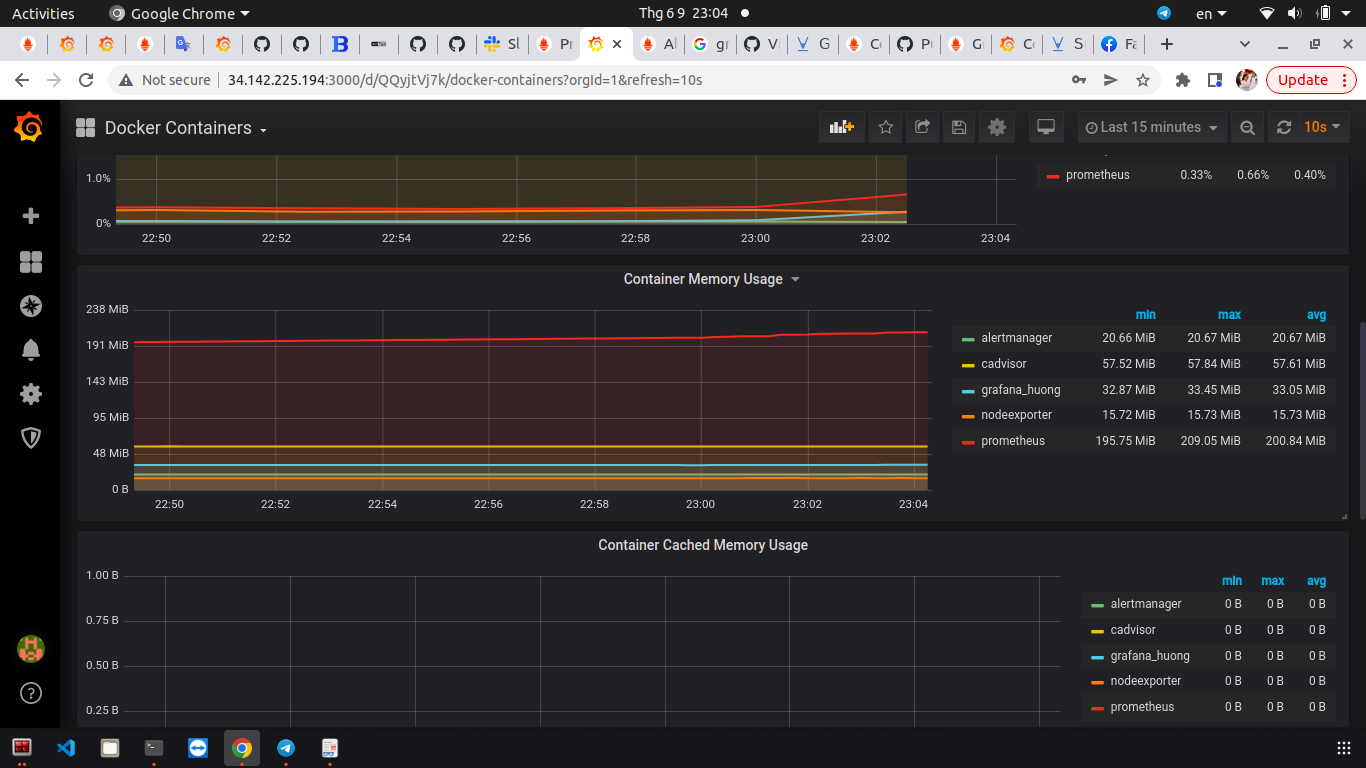 Activities Google Chrome Thg 6 9 23:04 en
Sl Pr Al gr Vi G Co Pu G Co S Fa
Not secure 34.142.225.194:3000/d/QQyjtVj7k/docker-containers?orgId=1&refresh=10s Update
Docker Containers Last 15 minutes 10s
1.0%
0%
22:50 22:52 22:54 22:56 22:58 23:00 23:02 23:04
prometheus 0.33% 0.66% 0.40%
Container Memory Usage
238 MiB
191 MiB
143 MiB
95 MiB
48 MiB
0 B
22:50 22:52 22:54 22:56 22:58 23:00 23:02 23:04
min max avg
alertmanager 20.66 MiB 20.67 MiB 20.67 MiB
cadvisor 57.52 MiB 57.84 MiB 57.61 MiB
grafana_huong 32.87 MiB 33.45 MiB 33.05 MiB
nodeexporter 15.72 MiB 15.73 MiB 15.73 MiB
prometheus 195.75 MiB 209.05 MiB 200.84 MiB
Container Cached Memory Usage
1.00 B
0.75 B
0.50 B
0.25 B
min max avg
alertmanager 0 B 0 B 0 B
cadvisor 0 B 0 B 0 B
grafana_huong 0 B 0 B 0 B
nodeexporter 0 B 0 B 0 B
prometheus 0 B 0 B 0 B